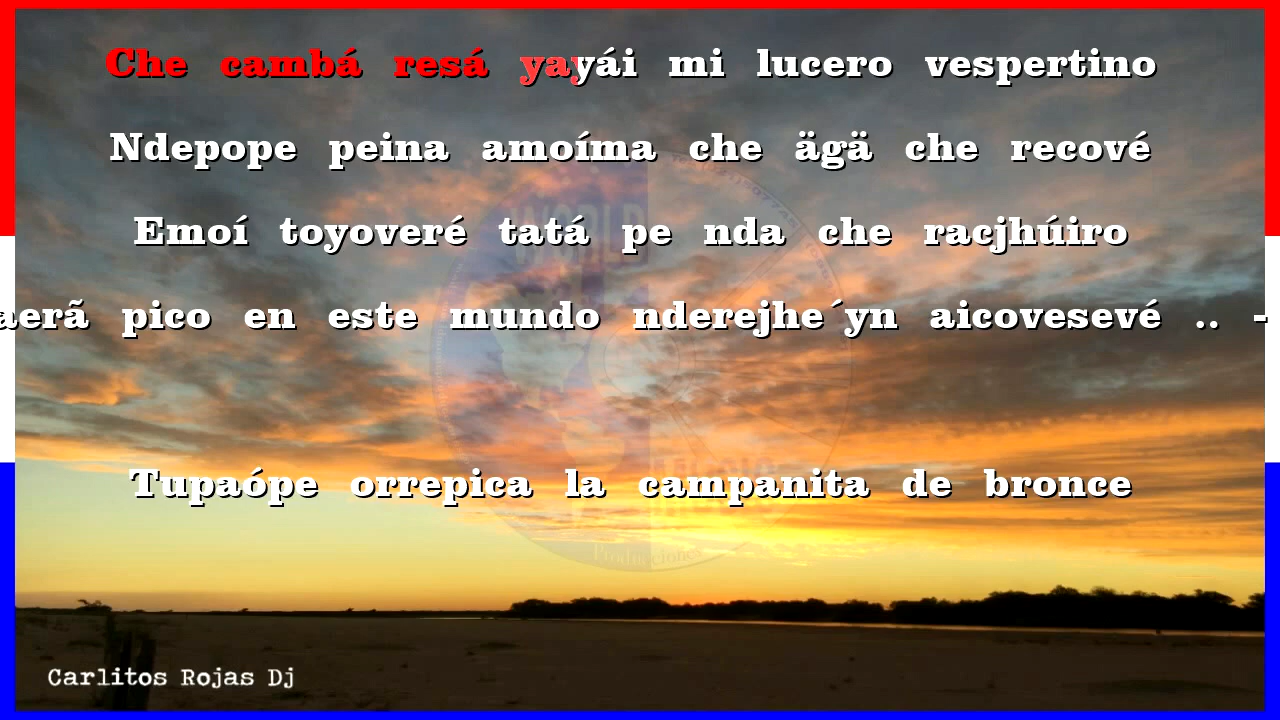 Che cambá resá yayái mi lucero vespertino
Ndepope peina amoíma che ägä che recové
Emoí toyoveré tatá pe nda che racjhúiro
aerã pico en este mundo nderejhe´yn aicovesevé .. -
Tupaópe orrepica la campanita de bronce
WORLD
Producciones
Carlitos Rojas Dj